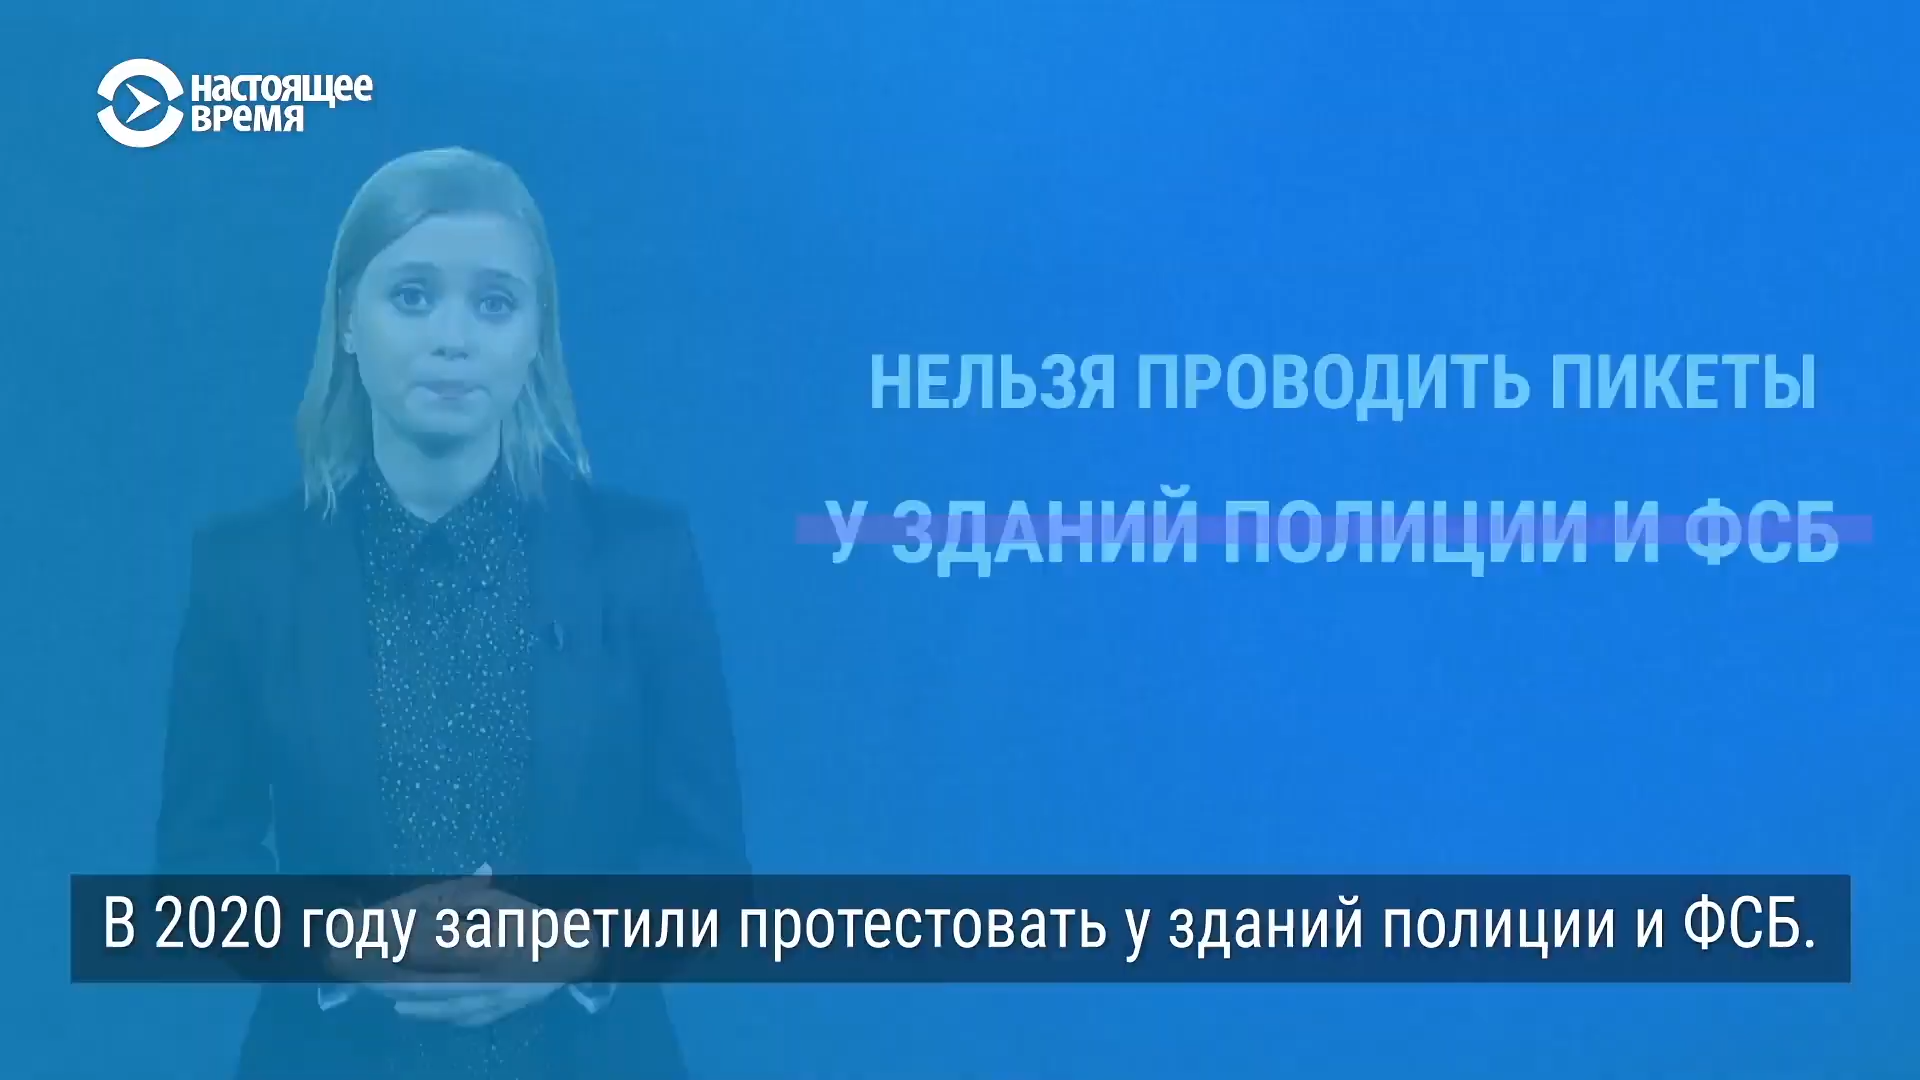 НАСТОЯЩЕЕ
ВРЕМЯ
НЕЛЬЗЯ ПРОВОДИТЬ ПИКЕТЫ
У ЗДАНИЙ ПОЛИЦИИ И ФСБ
В 2020 году запретили протестовать у зданий полиции и ФСБ.